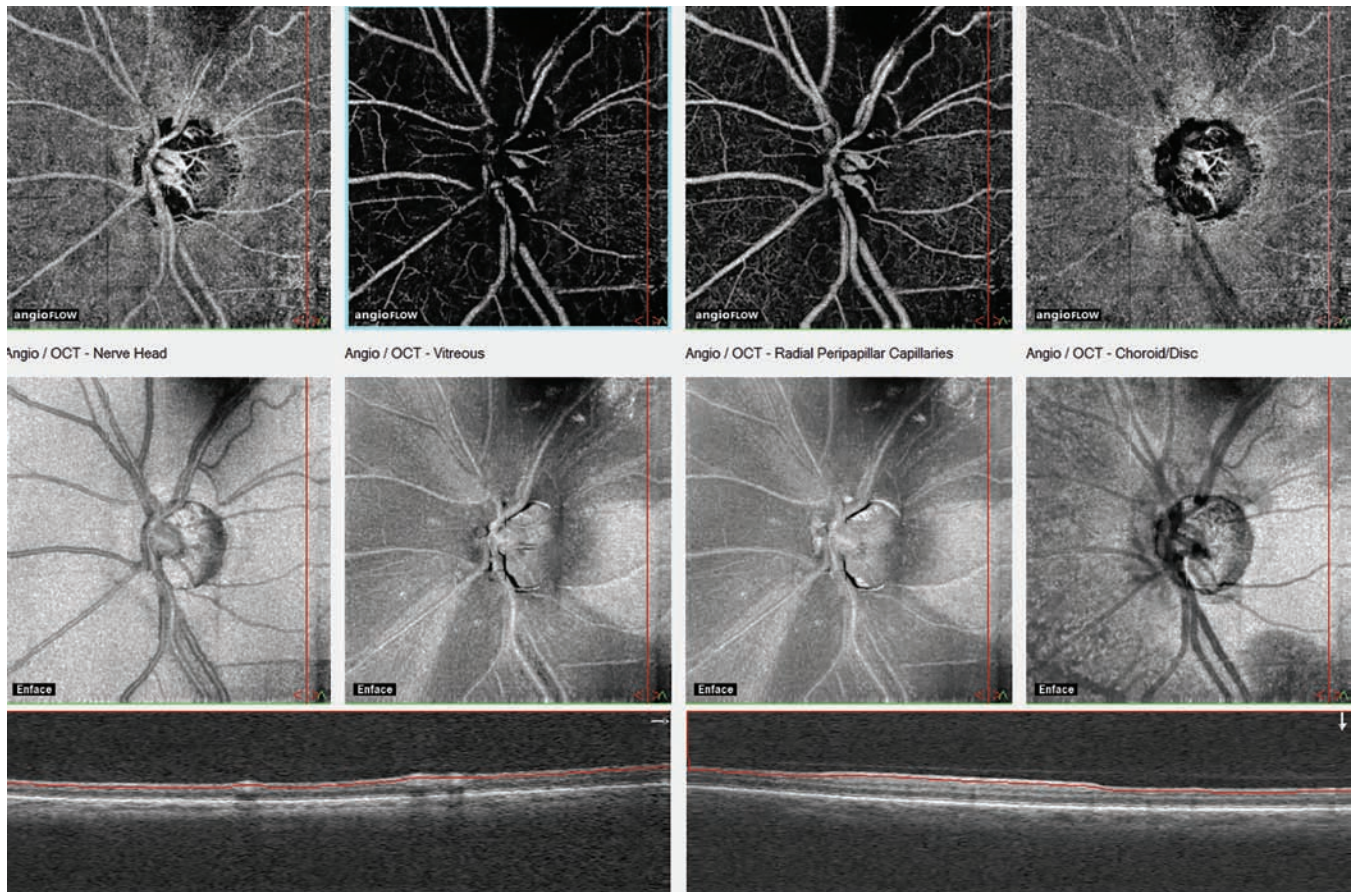 angioFLOW
angioFLOW
angioFLOW
angioFLOW
Angio / OCT - Nerve Head
Angio / OCT - Vitreous
Angio / OCT - Radial Peripapillar Capillaries
Angio / OCT - Choroid/Disc
Enface
Enface
Enface
Enface